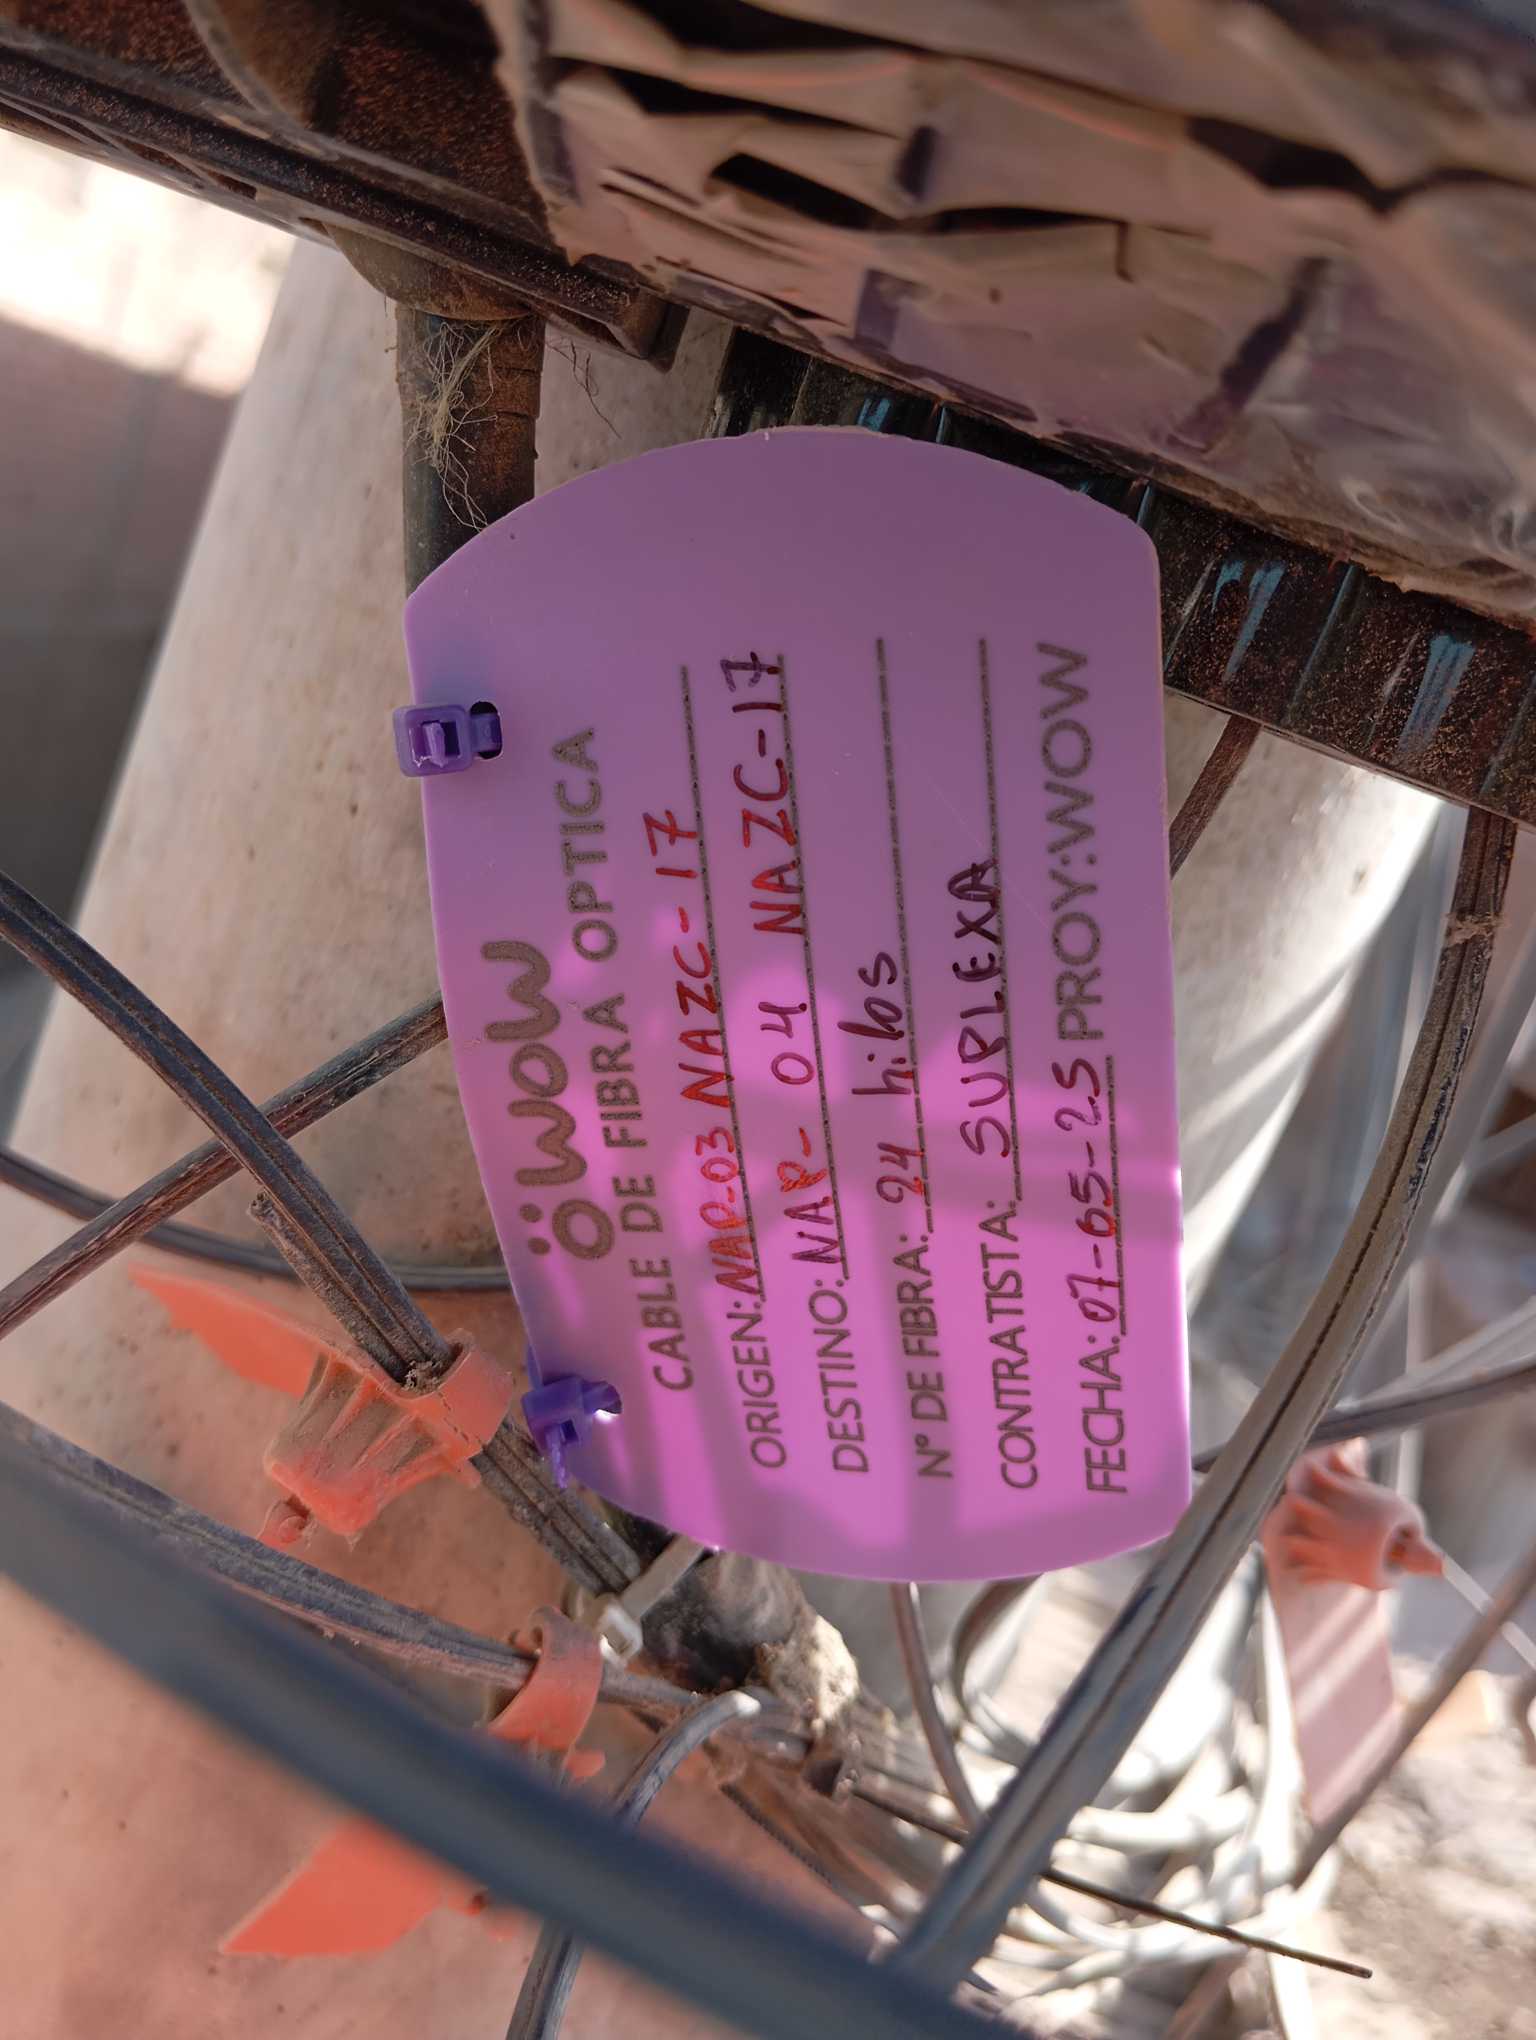 öwow
CABLE DE FIBRA OPTICA
ORIGEN: NAP-03 NAZC-17
DESTINO: NAP- 04 NAZC-17
N° DE FIBRA: 24 hilos
CONTRATISTA: SUPLEXA
FECHA: 07-05-25 PROY:WOW